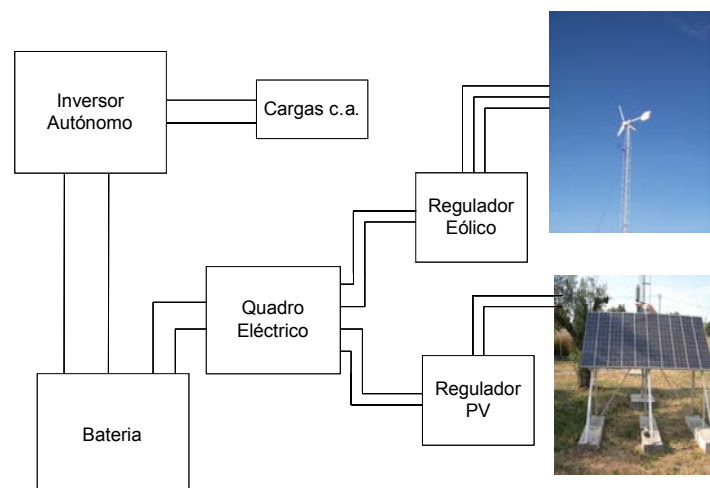 Inversor
Autónomo
Cargas c.a.
Regulador
Eólico
Quadro
Eléctrico
Regulador
PV
Bateria